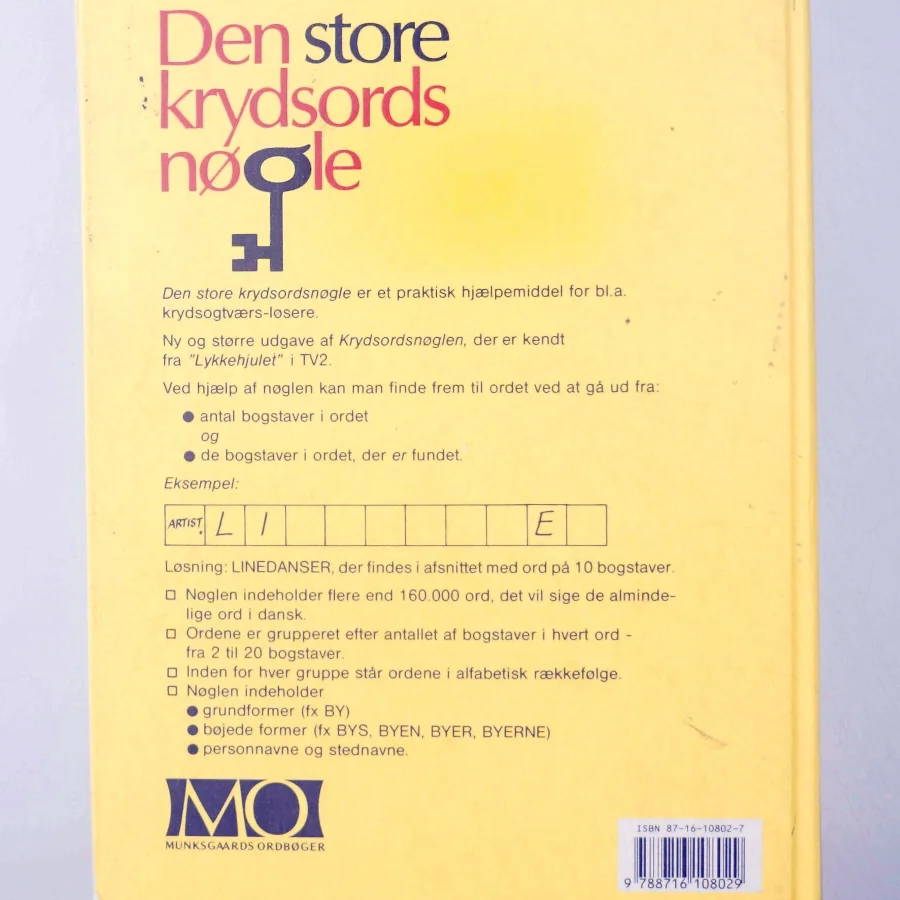 Den store
krydsords
nøgle
Den store krydsordsnøgle er et praktisk hjælpemiddel for bl.a.
krydsogtværs-løsere.
Ny og større udgave af Krydsordsnøglen, der er kendt
fra "Lykkehjulet" i TV2.
Ved hjælp af nøglen kan man finde frem til ordet ved at gå ud fra:
● antal bogstaver i ordet
og
● de bogstaver i ordet, der er fundet.
Eksempel:
ARTIST. L I E
Løsning: LINEDANSER, der findes i afsnittet med ord på 10 bogstaver.
□ Nøglen indeholder flere end 160.000 ord, det vil sige de alminde-
lige ord i dansk.
□ Ordene er grupperet efter antallet af bogstaver i hvert ord -
fra 2 til 20 bogstaver.
□ Inden for hver gruppe står ordene i alfabetisk rækkefølge.
□ Nøglen indeholder
● grundformer (fx BY)
● bøjede former (fx BYS, BYEN, BYER, BYERNE)
● personnavne og stednavne.
MO
MUNKSGAARDS ORDBØGER
ISBN 87-16-10802-7
9 788716 108029